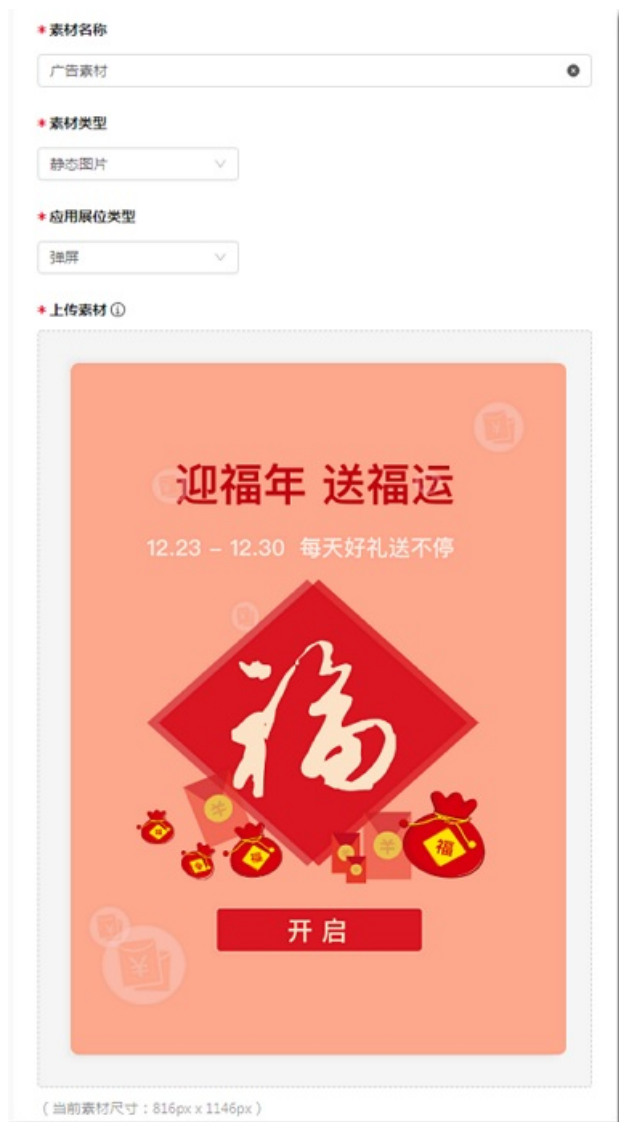 * 素材名称
广告素材
* 素材类型
静态图片
* 应用展位类型
弹屏
* 上传素材
迎福年 送福运
12.23 – 12.30 每天好礼送不停
福
福
开启
（当前素材尺寸：816px x 1146px）